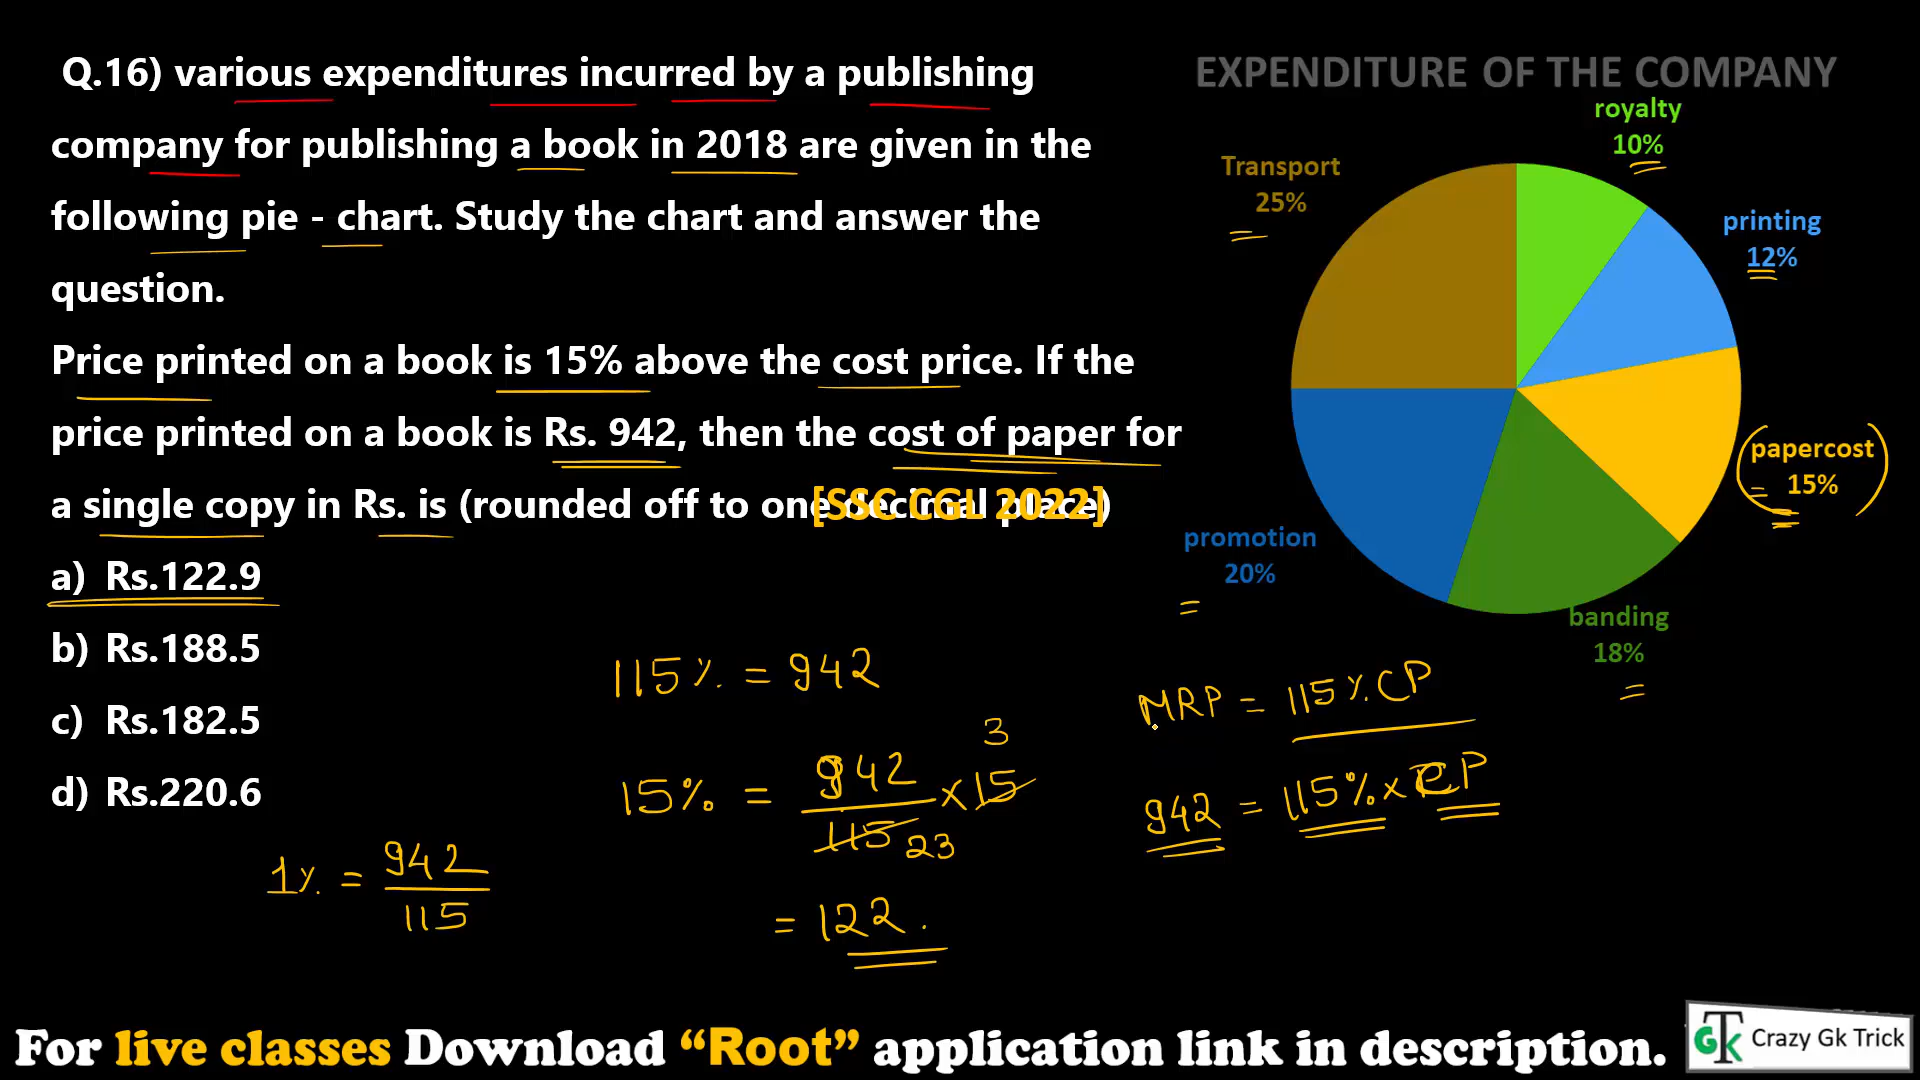 Q.16) various expenditures incurred by a publishing
company for publishing a book in 2018 are given in the
following pie - chart. Study the chart and answer the
question.
Price printed on a book is 15% above the cost price. If the
price printed on a book is Rs. 942, then the cost of paper for
a single copy in Rs. is (rounded off to one decimal place)
[SSC CGL 2022]
a) Rs.122.9
b) Rs.188.5
c) Rs.182.5
d) Rs.220.6
EXPENDITURE OF THE COMPANY
royalty
10%
Transport
25%
printing
12%
papercost
15%
promotion
20%
banding
18%
115% = 942
15% = 942/115 × 15
3
23
= 122.
1% = 942/115
MRP = 115% CP
942 = 115% × CP
For live classes Download “Root” application link in description.
GTK Crazy Gk Trick